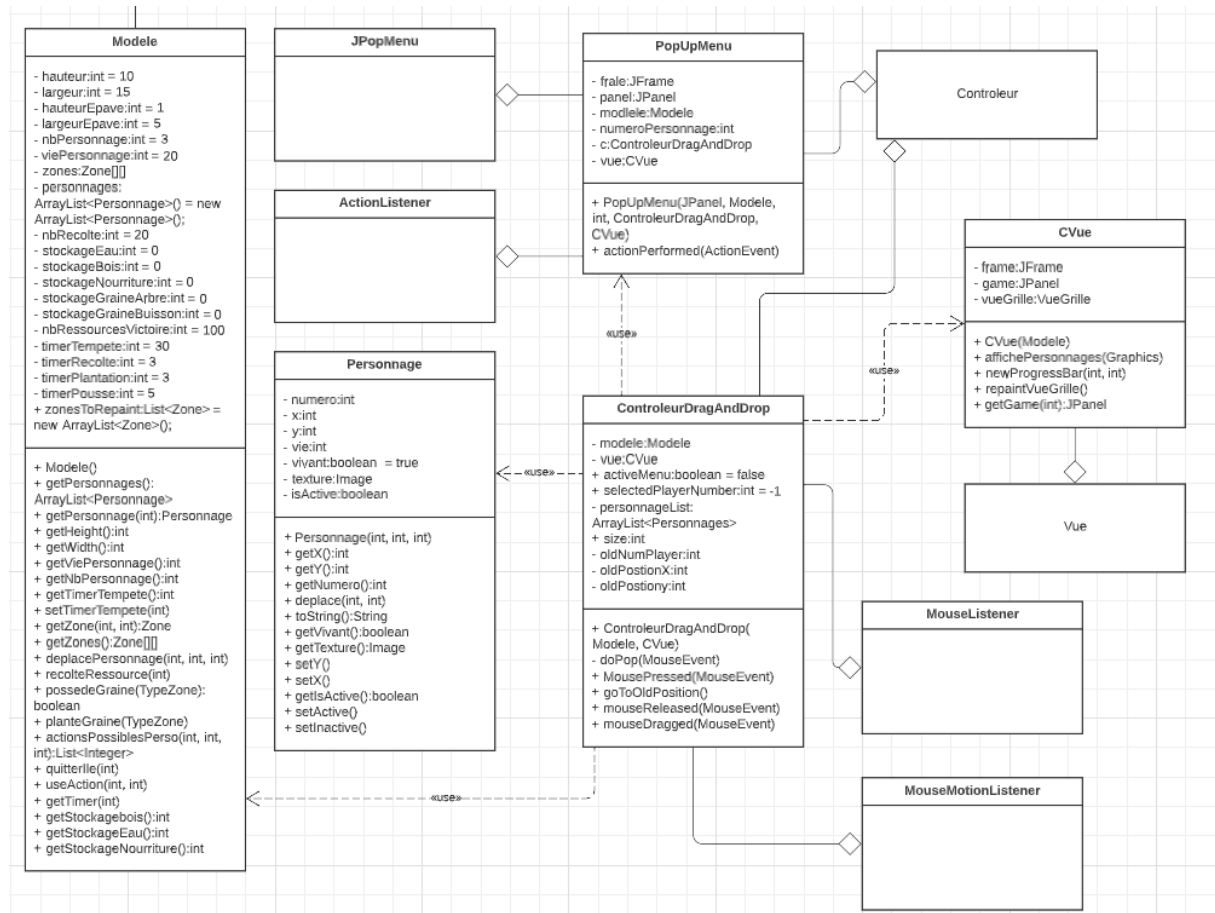 Modele
- hauteur:int = 10
- largeur:int = 15
- hauteurEpave:int = 1
- largeurEpave:int = 5
- nbPersonnage:int = 3
- viePersonnage:int = 20
- zones:Zone[][]
- personnages:
ArrayList<Personnage>() = new
ArrayList<Personnage>();
- nbRecolte:int = 20
- stockageEau:int = 0
- stockageBois:int = 0
- stockageNourriture:int = 0
- stockageGraineArbre:int = 0
- stockageGraineBuisson:int = 0
- nbRessourcesVictoire:int = 100
- timerTempete:int = 30
- timerRecolte:int = 3
- timerPlantation:int = 3
- timerPousse:int = 5
+ zonesToRepaint:List<Zone> =
new ArrayList<Zone>();
+ Modele()
+ getPersonnages():
ArrayList<Personnage>
+ getPersonnage(int):Personnage
+ getHeight():int
+ getWidth():int
+ getViePersonnage():int
+ getNbPersonnage():int
+ getTimerTempete():int
+ setTimerTempete(int)
+ getZone(int, int):Zone
+ getZones():Zone[][]
+ deplacePersonnage(int, int, int)
+ recolteRessource(int)
+ possedeGraine(TypeZone):
boolean
+ planteGraine(TypeZone)
+ actionsPossiblesPerso(int, int,
int):List<Integer>
+ quitterIle(int)
+ useAction(int, int)
+ getTimer(int)
+ getStockagebois():int
+ getStockageEau():int
+ getStockageNourriture():int
JPopMenu
ActionListener
Personnage
- numero:int
- x:int
- y:int
- vie:int
- vivant:boolean = true
- texture:Image
- isActive:boolean
+ Personnage(int, int, int)
+ getX():int
+ getY():int
+ getNumero():int
+ deplace(int, int)
+ toString():String
+ getVivant():boolean
+ getTexture():Image
+ setY()
+ setX()
+ getIsActive():boolean
+ setActive()
+ setInactive()
PopUpMenu
- frale:JFrame
- panel:JPanel
- modlele:Modele
- numeroPersonnage:int
- c:ControleurDragAndDrop
- vue:CVue
+ PopUpMenu(JPanel, Modele,
int, ControleurDragAndDrop,
CVue)
+ actionPerformed(ActionEvent)
«use»
«use»
«use»
«use»
ControleurDragAndDrop
- modele:Modele
- vue:CVue
+ activeMenu:boolean = false
+ selectedPlayerNumber:int = -1
- personnageList:
ArrayList<Personnages>
+ size:int
- oldNumPlayer:int
- oldPostionX:int
- oldPostiony:int
+ ControleurDragAndDrop(
Modele, CVue)
- doPop(MouseEvent)
+ MousePressed(MouseEvent)
+ goToOldPosition()
+ mouseReleased(MouseEvent)
+ mouseDragged(MouseEvent)
Controleur
CVue
- frame:JFrame
- game:JPanel
- vueGrille:VueGrille
+ CVue(Modele)
+ affichePersonnages(Graphics)
+ newProgressBar(int, int)
+ repaintVueGrille()
+ getGame(int):JPanel
Vue
MouseListener
MouseMotionListener